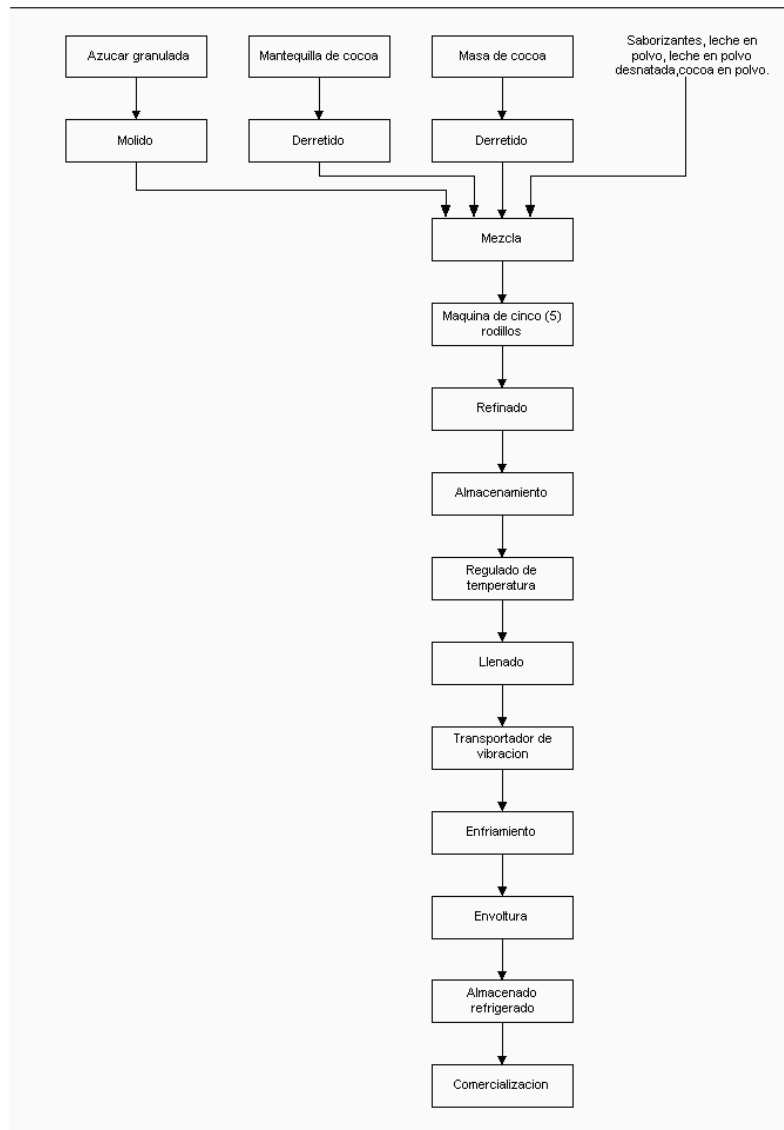 Azucar granulada
Mantequilla de cocoa
Masa de cocoa
Saborizantes, leche en
polvo, leche en polvo
desnatada,cocoa en polvo.
Molido
Derretido
Derretido
Mezcla
Maquina de cinco (5)
rodillos
Refinado
Almacenamiento
Regulado de
temperatura
Llenado
Transportador de
vibracion
Enfriamiento
Envoltura
Almacenado
refrigerado
Comercializacion